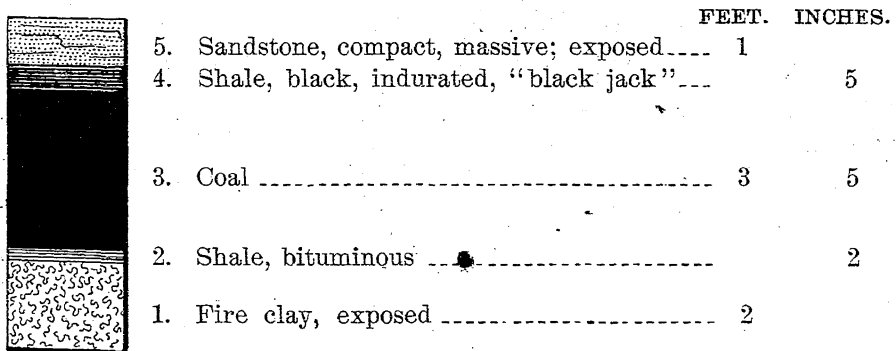 FEET. INCHES.
5. Sandstone, compact, massive; exposed 1
4. Shale, black, indurated, "black jack" 5
3. Coal 3 5
2. Shale, bituminous 2
1. Fire clay, exposed 2